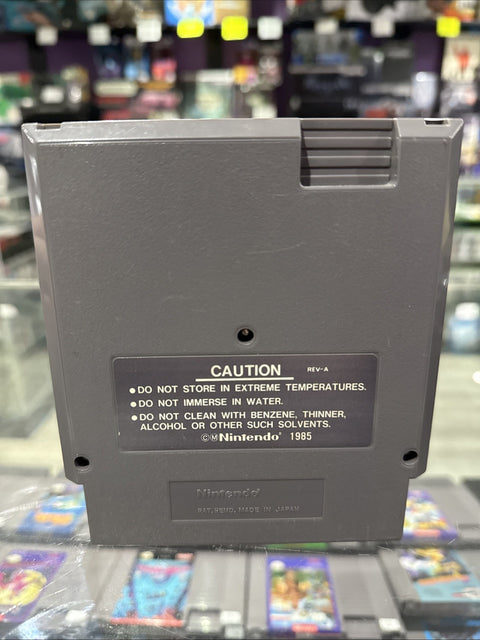 CAUTION REV-A
●DO NOT STORE IN EXTREME TEMPERATURES.
●DO NOT IMMERSE IN WATER.
●DO NOT CLEAN WITH BENZENE, THINNER,
ALCOHOL OR OTHER SUCH SOLVENTS.
©Ⓜ Nintendo® 1985
Nintendo®
PAT. PEND. MADE IN JAPAN